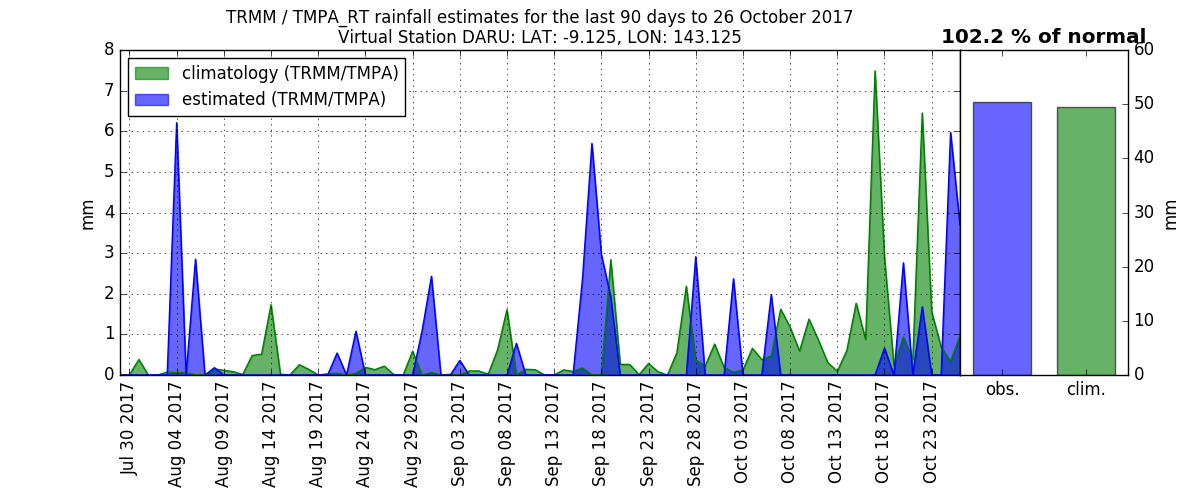 TRMM / TMPA_RT rainfall estimates for the last 90 days to 26 October 2017
Virtual Station DARU: LAT: -9.125, LON: 143.125
102.2 % of normal
climatology (TRMM/TMPA)
estimated (TRMM/TMPA)
8
7
6
5
4
3
2
1
0
mm
Jul 30 2017
Aug 04 2017
Aug 09 2017
Aug 14 2017
Aug 19 2017
Aug 24 2017
Aug 29 2017
Sep 03 2017
Sep 08 2017
Sep 13 2017
Sep 18 2017
Sep 23 2017
Sep 28 2017
Oct 03 2017
Oct 08 2017
Oct 13 2017
Oct 18 2017
Oct 23 2017
obs.
clim.
60
50
40
30
20
10
0
mm